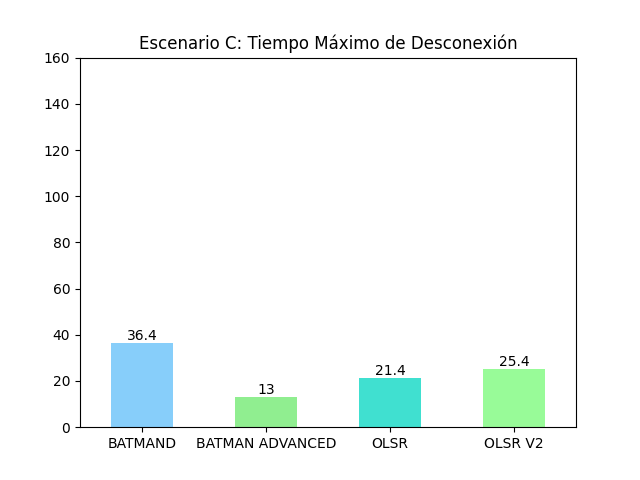 Escenario C: Tiempo Máximo de Desconexión
160
140
120
100
80
60
40
20
0
36.4
13
21.4
25.4
BATMAND
BATMAN ADVANCED
OLSR
OLSR V2